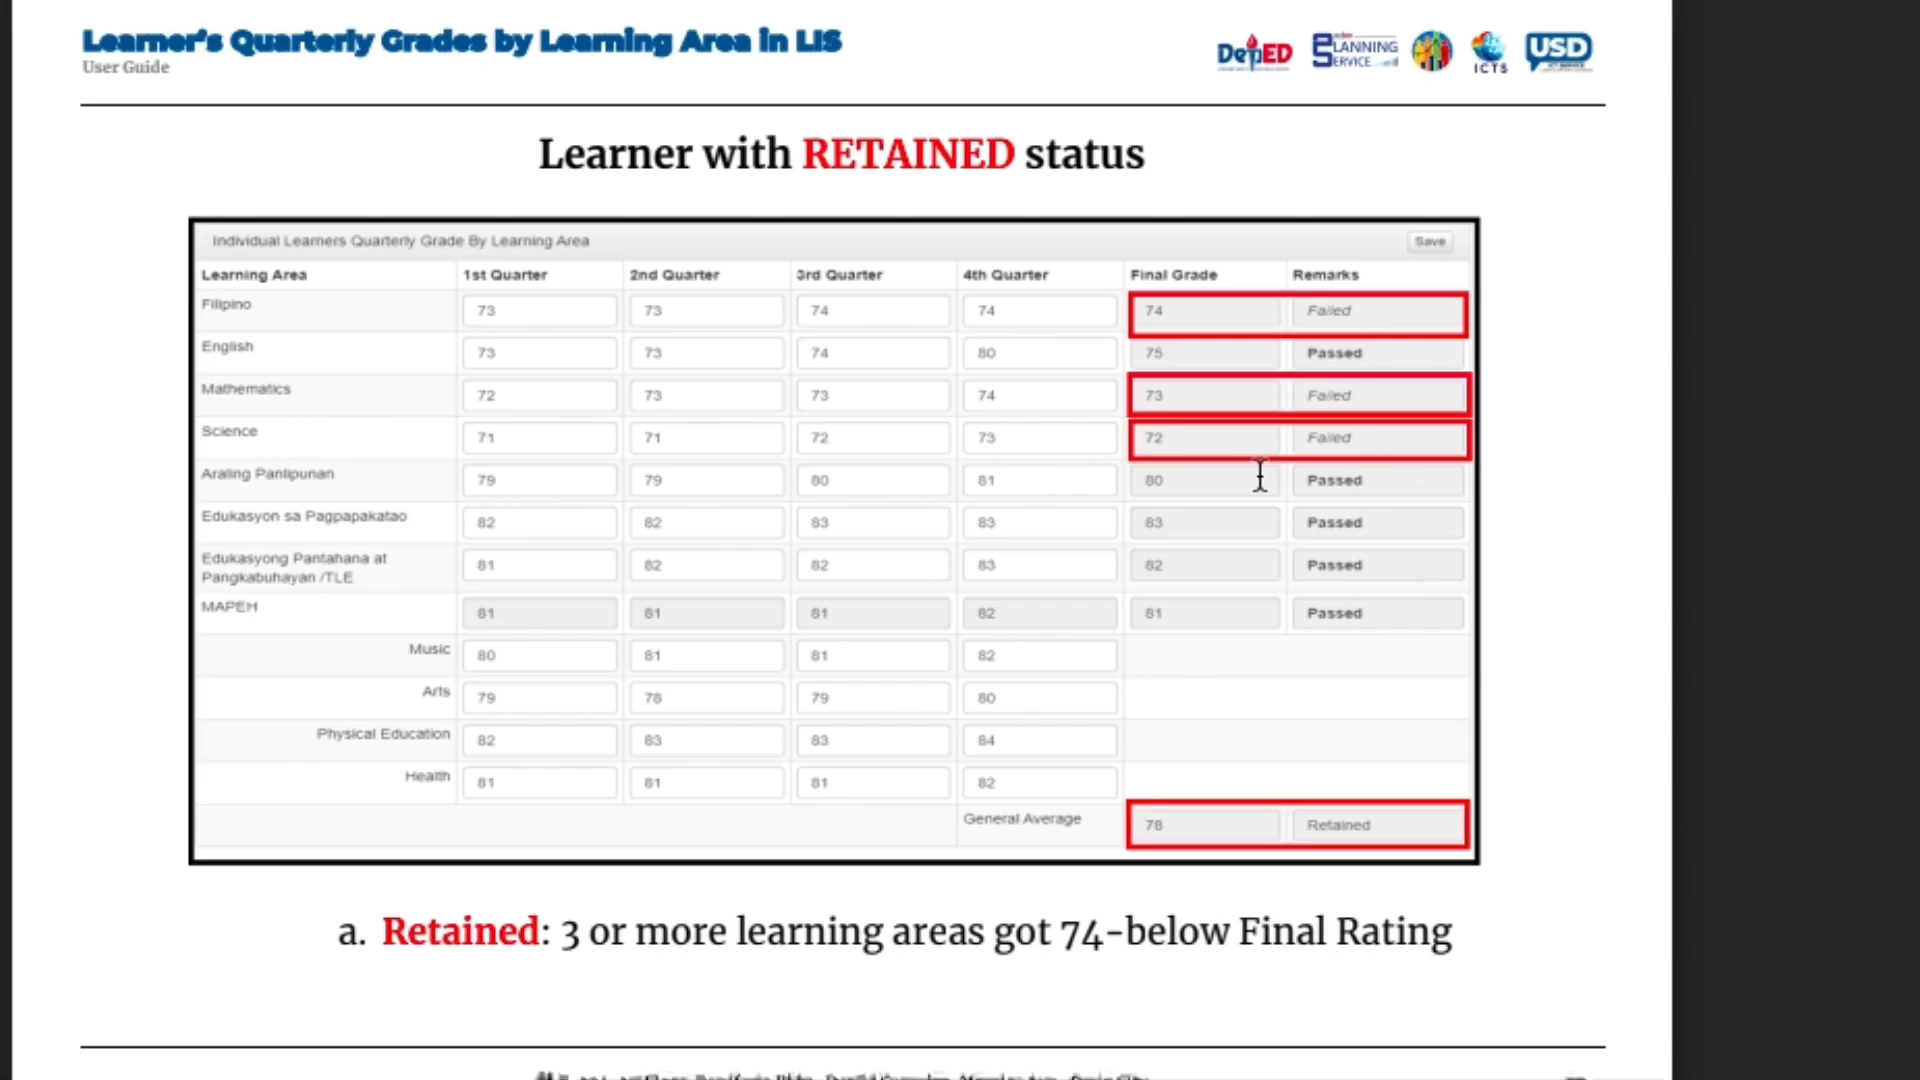 Learner's Quarterly Grades by Learning Area in LIS
User Guide
DepED
PLANNING
SERVICE
ICTS
USD
Learner with RETAINED status
Individual Learners Quarterly Grade By Learning Area Save
Learning Area 1st Quarter 2nd Quarter 3rd Quarter 4th Quarter Final Grade Remarks
Filipino 73 73 74 74 74 Failed
English 73 73 74 80 75 Passed
Mathematics 72 73 73 74 73 Failed
Science 71 71 72 73 72 Failed
Araling Panlipunan 79 79 80 81 80 Passed
Edukasyon sa Pagpapakatao 82 82 83 83 83 Passed
Edukasyong Pantahana at
Pangkabuhayan /TLE 81 82 82 83 82 Passed
MAPEH 81 81 81 82 81 Passed
Music 80 81 81 82
Arts 79 78 79 80
Physical Education 82 83 83 84
Health 81 81 81 82
General Average 78 Retained
a. Retained: 3 or more learning areas got 74-below Final Rating